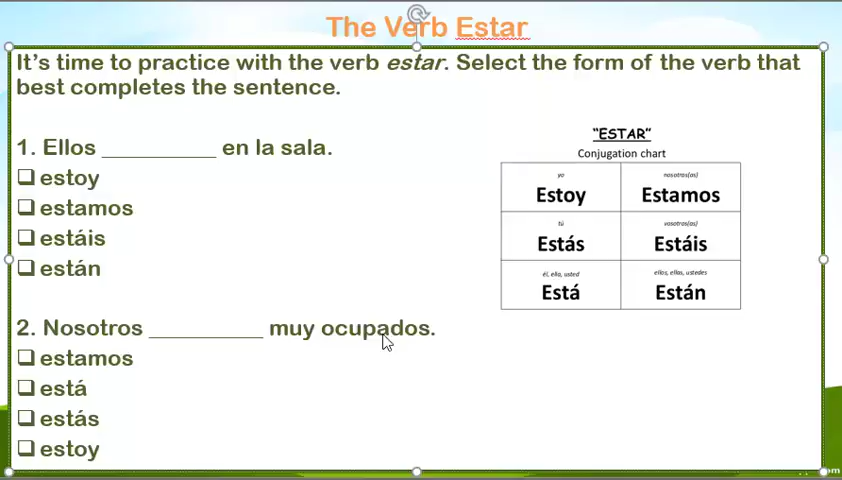 The Verb Estar
It's time to practice with the verb estar. Select the form of the verb that
best completes the sentence.
1. Ellos __________ en la sala.
❑ estoy
❑ estamos
❑ estáis
❑ están
2. Nosotros __________ muy ocupados.
❑ estamos
❑ está
❑ estás
❑ estoy
"ESTAR"
Conjugation chart
yo
Estoy
nosotros(as)
Estamos
tú
Estás
vosotros(as)
Estáis
él, ella, usted
Está
ellos, ellas, ustedes
Están